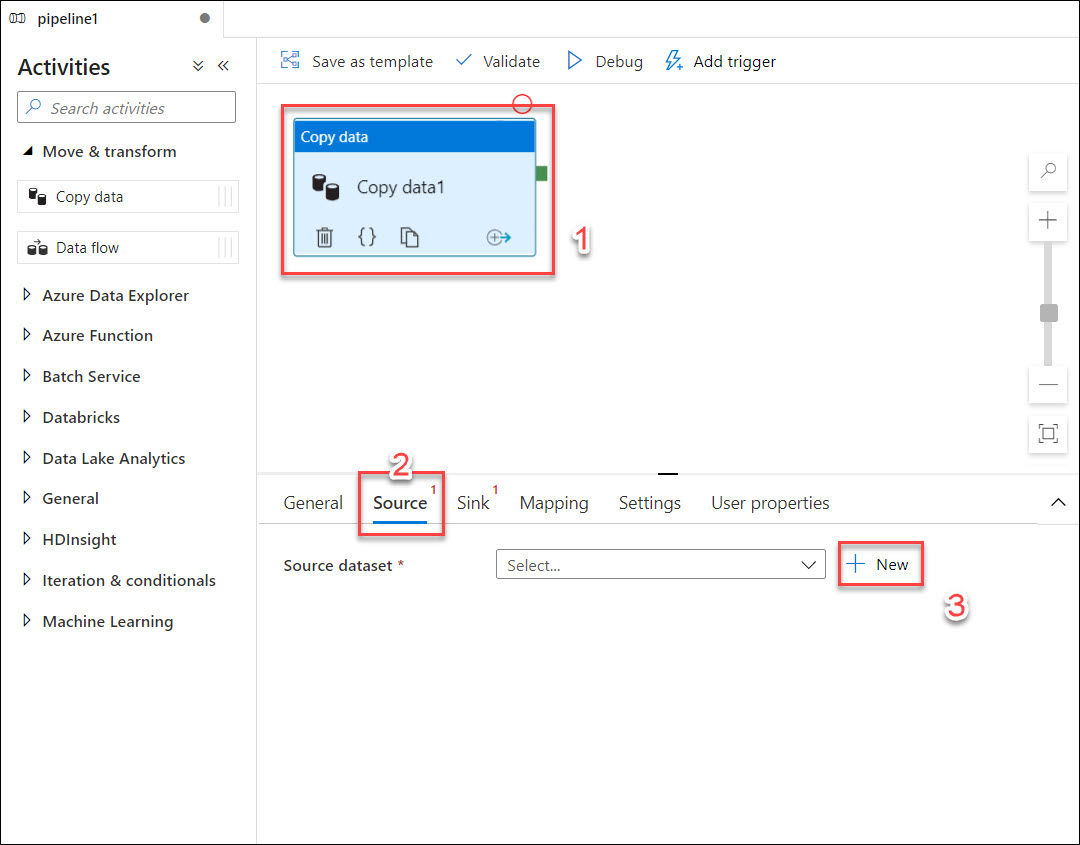 pipeline1
Activities
Search activities
Move & transform
Copy data
Data flow
Azure Data Explorer
Azure Function
Batch Service
Databricks
Data Lake Analytics
General
HDInsight
Iteration & conditionals
Machine Learning
Save as template Validate Debug Add trigger
Copy data
Copy data1
{}
1
2
General Source 1 Sink 1 Mapping Settings User properties
Source dataset * Select... New
3